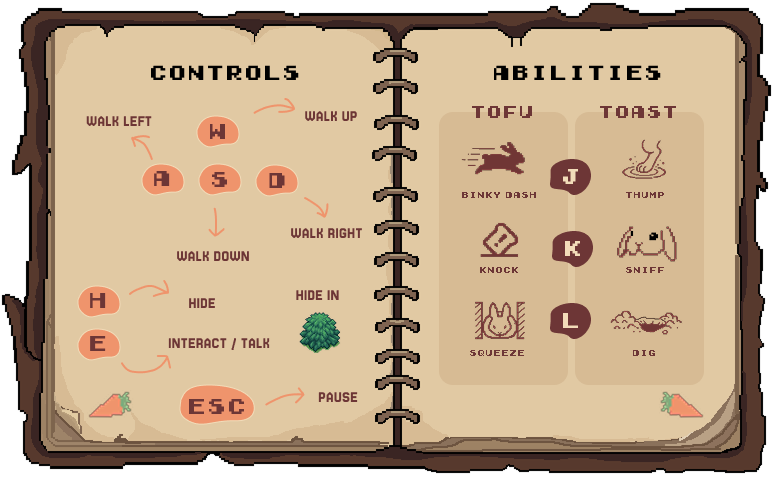 CONTROLS
WALK LEFT
W
WALK UP
A S D
WALK RIGHT
WALK DOWN
H
HIDE
HIDE IN
E
INTERACT / TALK
ESC
PAUSE
ABILITIES
TOFU TOAST
J
BINKY DASH THUMP
K
KNOCK SNIFF
L
SQUEEZE DIG